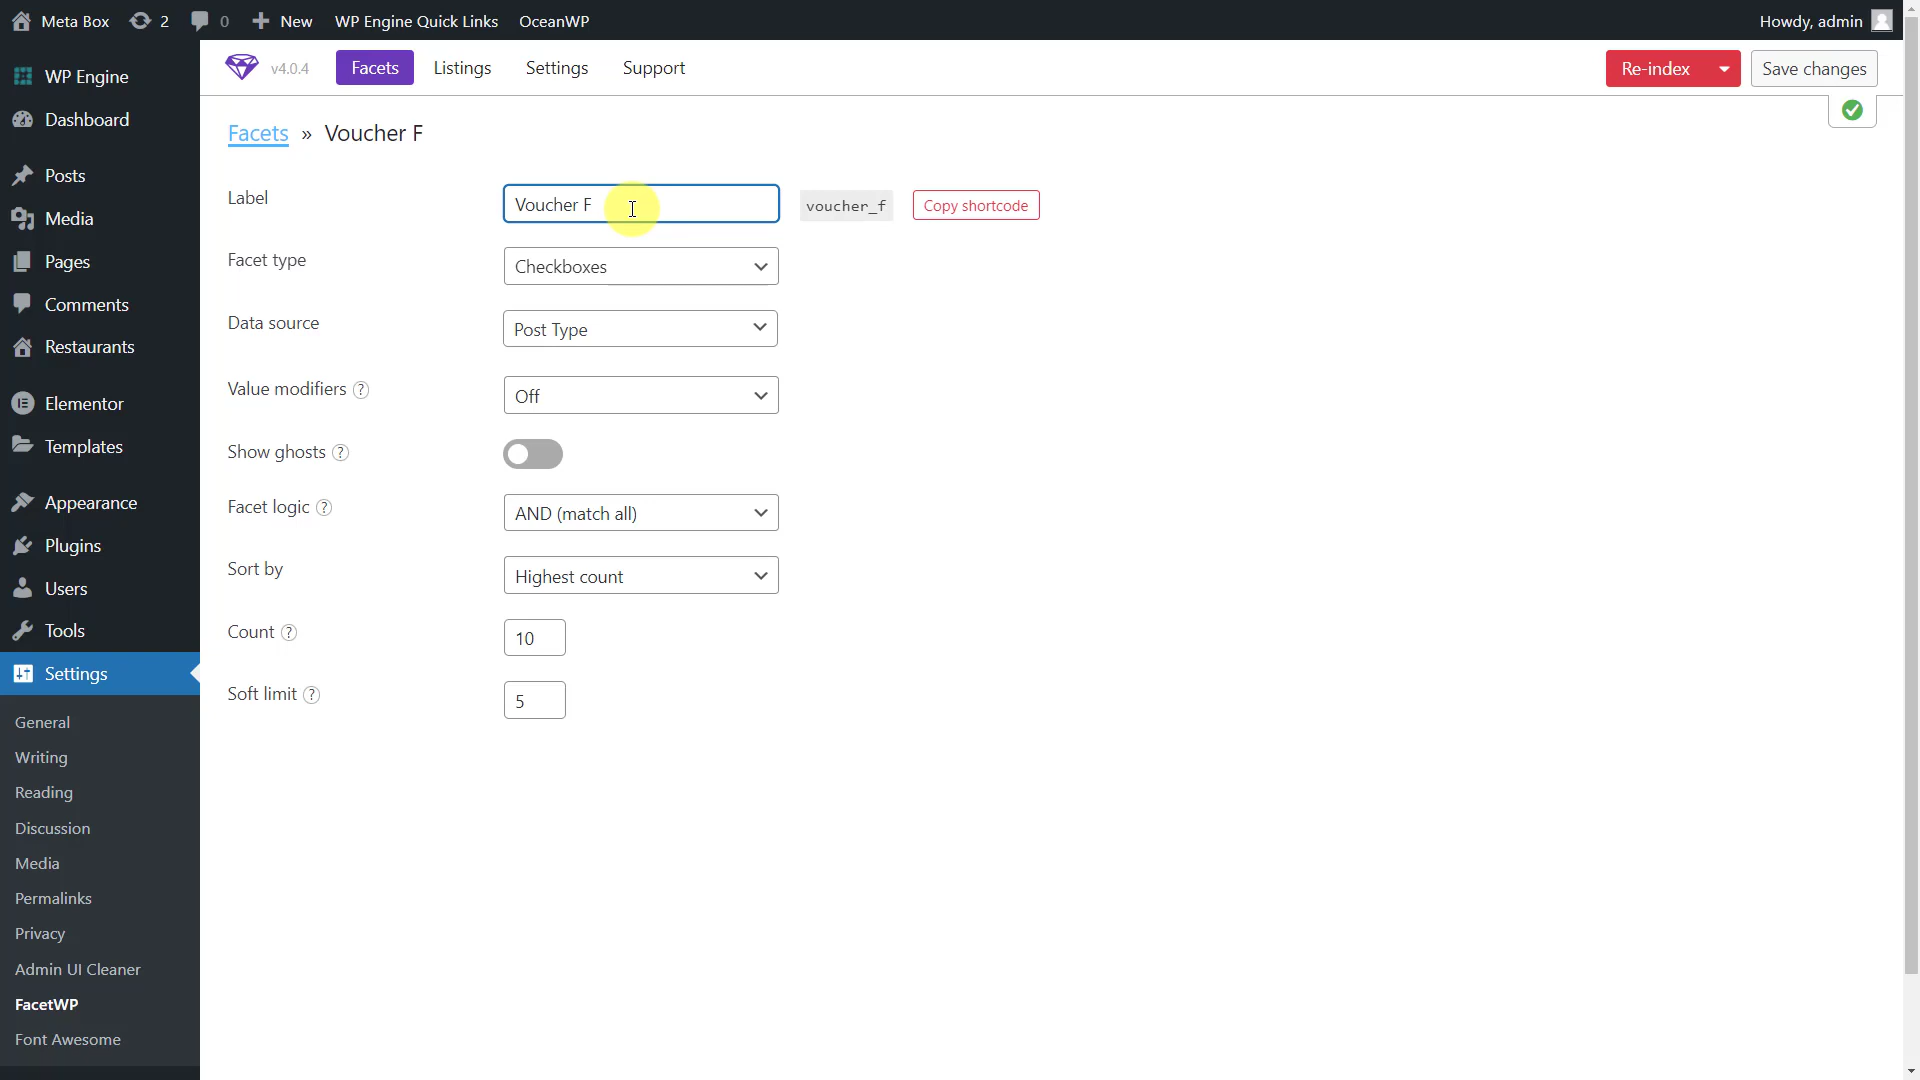 Meta Box 2 0 New WP Engine Quick Links OceanWP Howdy, admin
WP Engine
Dashboard
Posts
Media
Pages
Comments
Restaurants
Elementor
Templates
Appearance
Plugins
Users
Tools
Settings
General
Writing
Reading
Discussion
Media
Permalinks
Privacy
Admin UI Cleaner
FacetWP
Font Awesome
v4.0.4 Facets Listings Settings Support Re-index Save changes
Facets » Voucher F
Label Voucher F voucher_f Copy shortcode
Facet type Checkboxes
Data source Post Type
Value modifiers ? Off
Show ghosts ?
Facet logic ? AND (match all)
Sort by Highest count
Count ? 10
Soft limit ? 5